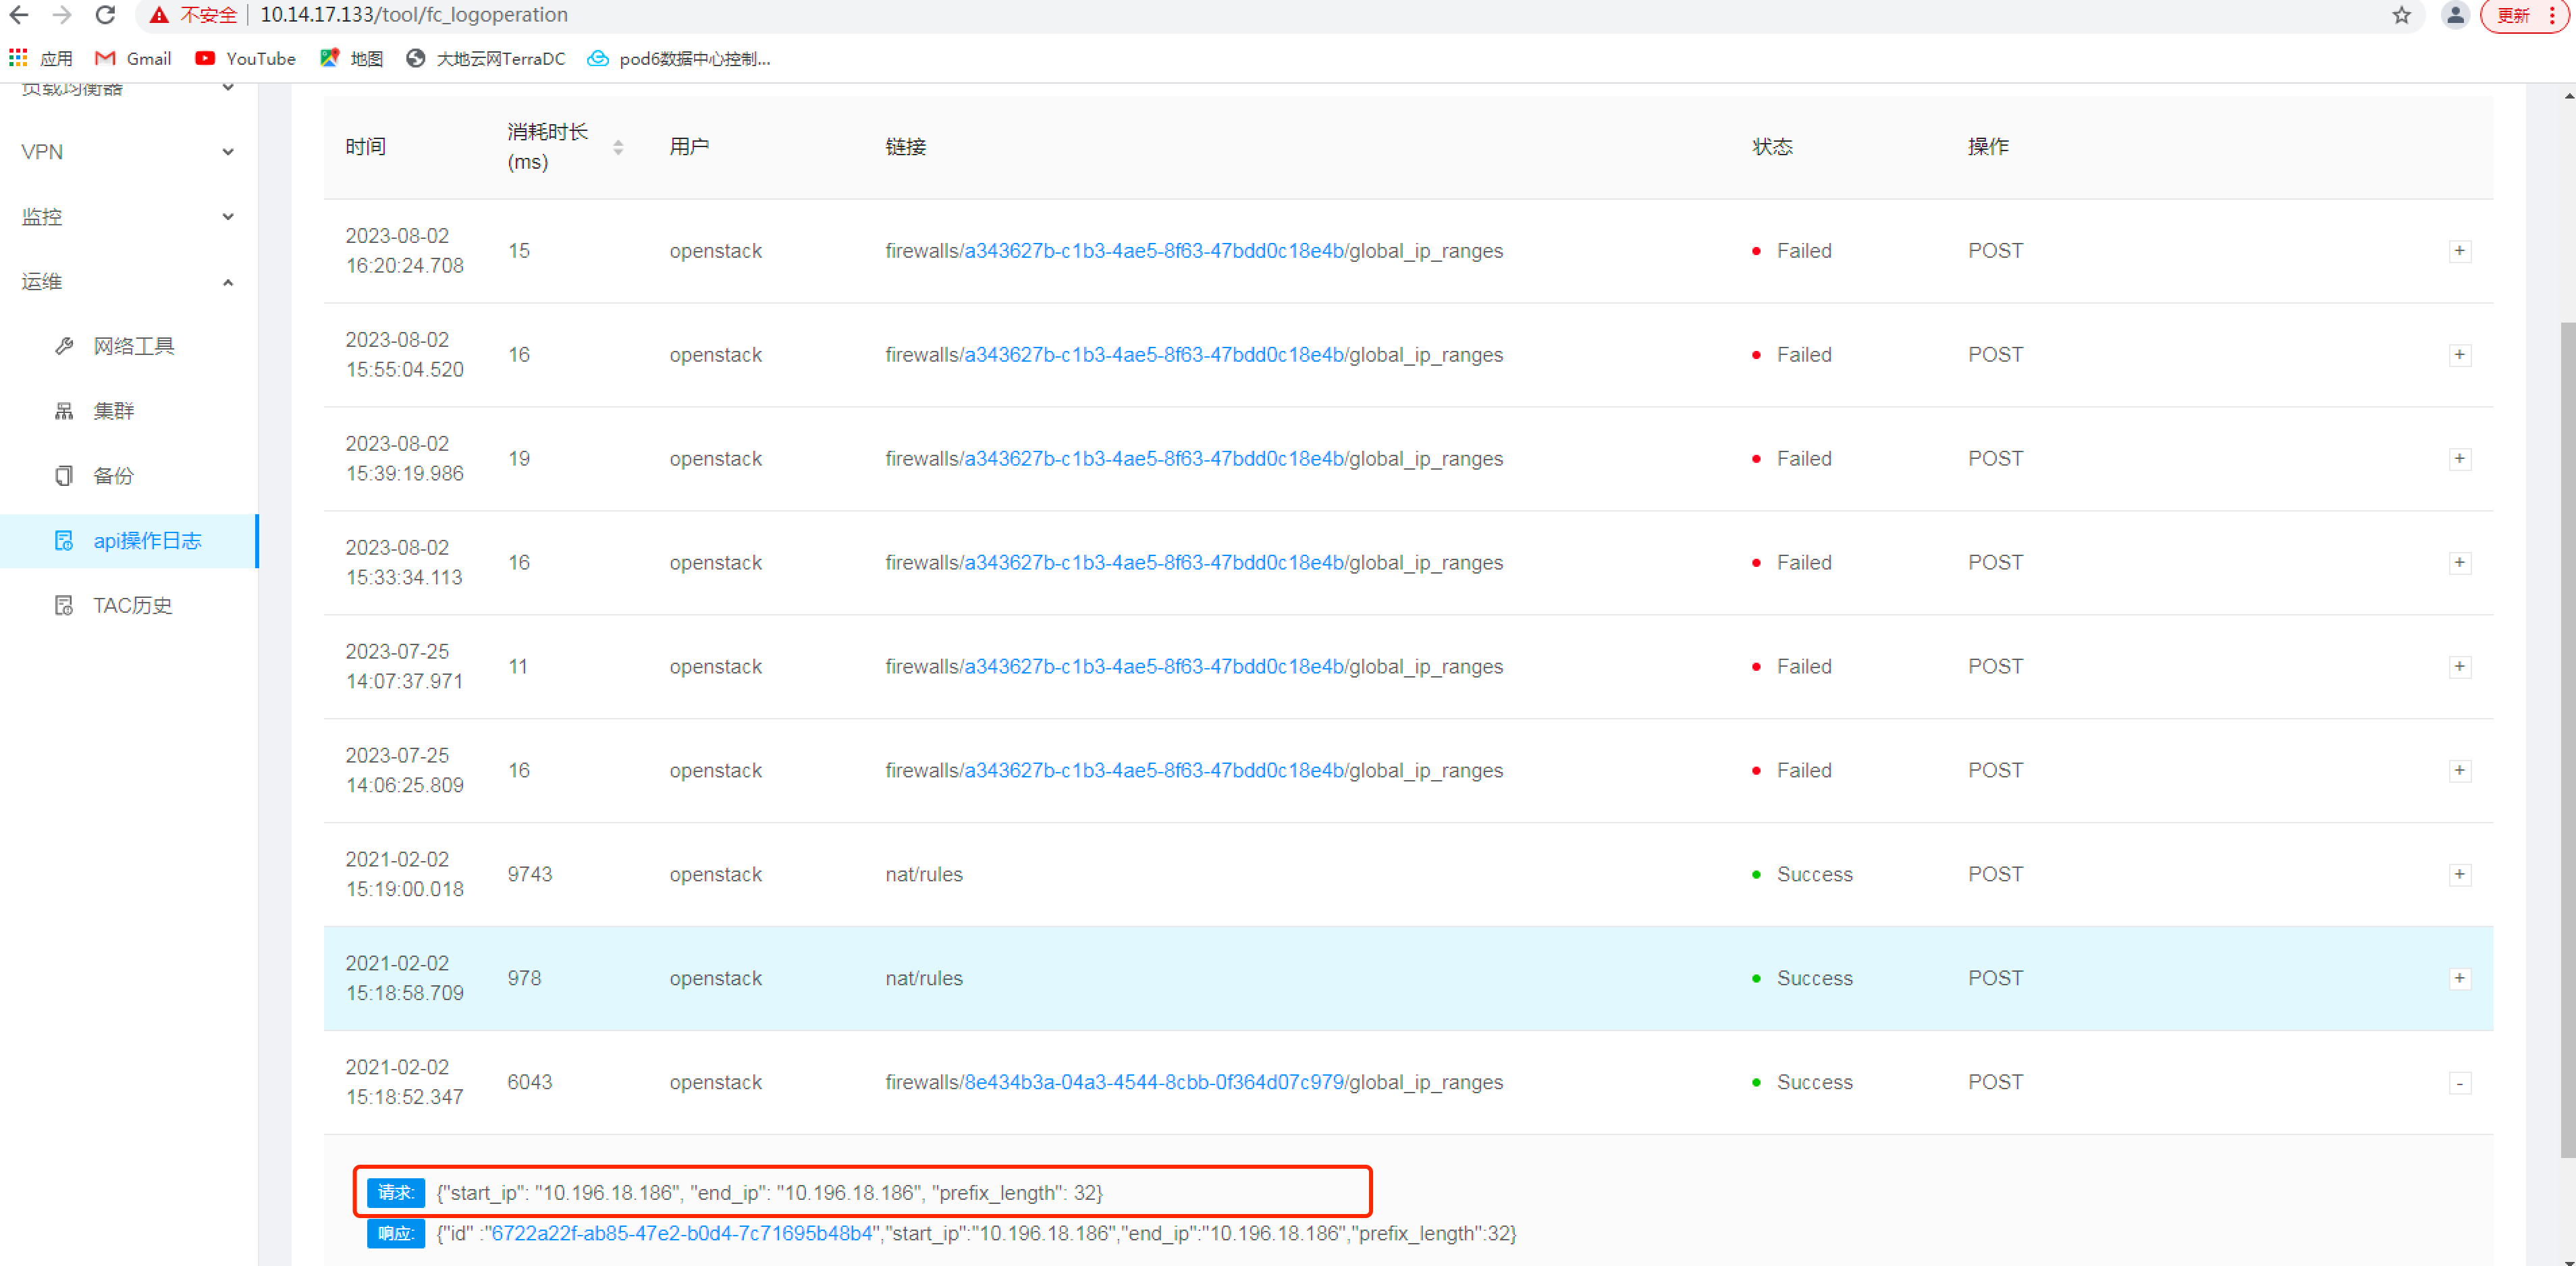 不安全 10.14.17.133/tool/fc_logoperation 更新
应用 Gmail YouTube 地图 大地云网TerraDC pod6数据中心控制...
负载均衡器
VPN
监控
运维
网络工具
集群
备份
api操作日志
TAC历史
时间 消耗时长 用户 链接 状态 操作
(ms)
2023-08-02
16:20:24.708 15 openstack firewalls/a343627b-c1b3-4ae5-8f63-47bdd0c18e4b/global_ip_ranges Failed POST +
2023-08-02
15:55:04.520 16 openstack firewalls/a343627b-c1b3-4ae5-8f63-47bdd0c18e4b/global_ip_ranges Failed POST +
2023-08-02
15:39:19.986 19 openstack firewalls/a343627b-c1b3-4ae5-8f63-47bdd0c18e4b/global_ip_ranges Failed POST +
2023-08-02
15:33:34.113 16 openstack firewalls/a343627b-c1b3-4ae5-8f63-47bdd0c18e4b/global_ip_ranges Failed POST +
2023-07-25
14:07:37.971 11 openstack firewalls/a343627b-c1b3-4ae5-8f63-47bdd0c18e4b/global_ip_ranges Failed POST +
2023-07-25
14:06:25.809 16 openstack firewalls/a343627b-c1b3-4ae5-8f63-47bdd0c18e4b/global_ip_ranges Failed POST +
2021-02-02
15:19:00.018 9743 openstack nat/rules Success POST +
2021-02-02
15:18:58.709 978 openstack nat/rules Success POST +
2021-02-02
15:18:52.347 6043 openstack firewalls/8e434b3a-04a3-4544-8cbb-0f364d07c979/global_ip_ranges Success POST -
请求: {"start_ip": "10.196.18.186", "end_ip": "10.196.18.186", "prefix_length": 32}
响应: {"id" :"6722a22f-ab85-47e2-b0d4-7c71695b48b4","start_ip":"10.196.18.186","end_ip":"10.196.18.186","prefix_length":32}